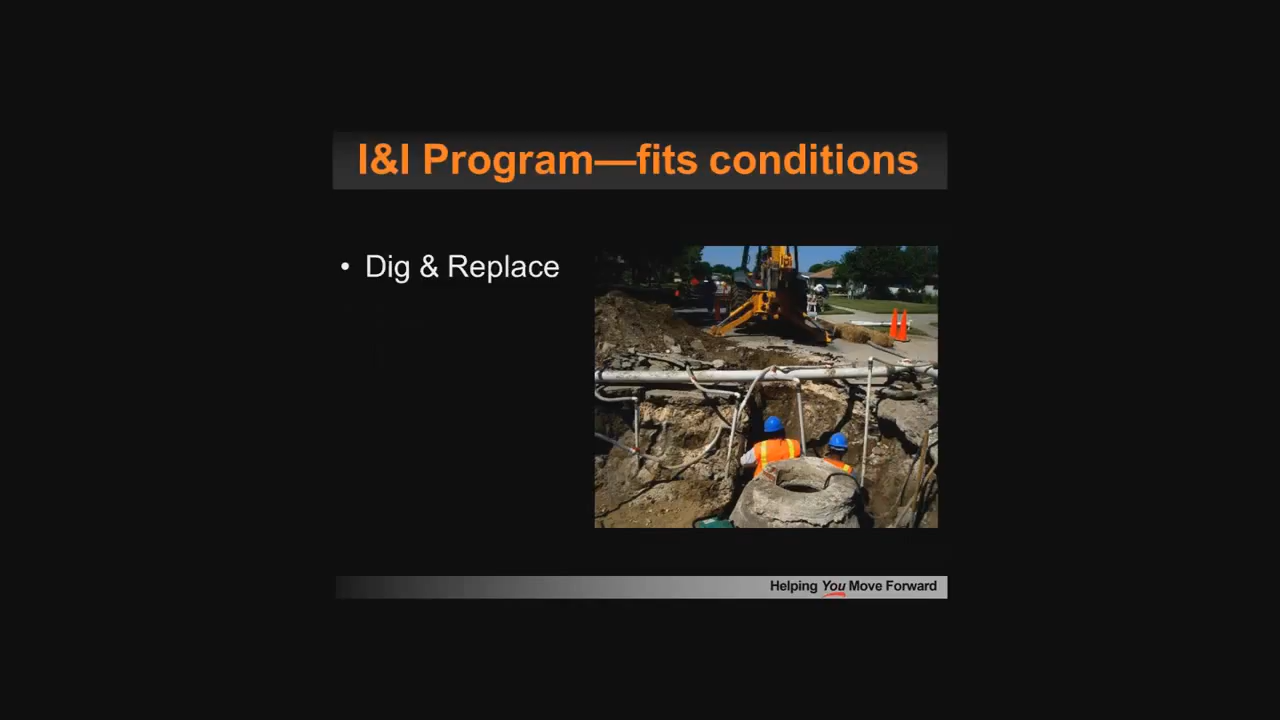 I&I Program—fits conditions
• Dig & Replace
Helping You Move Forward